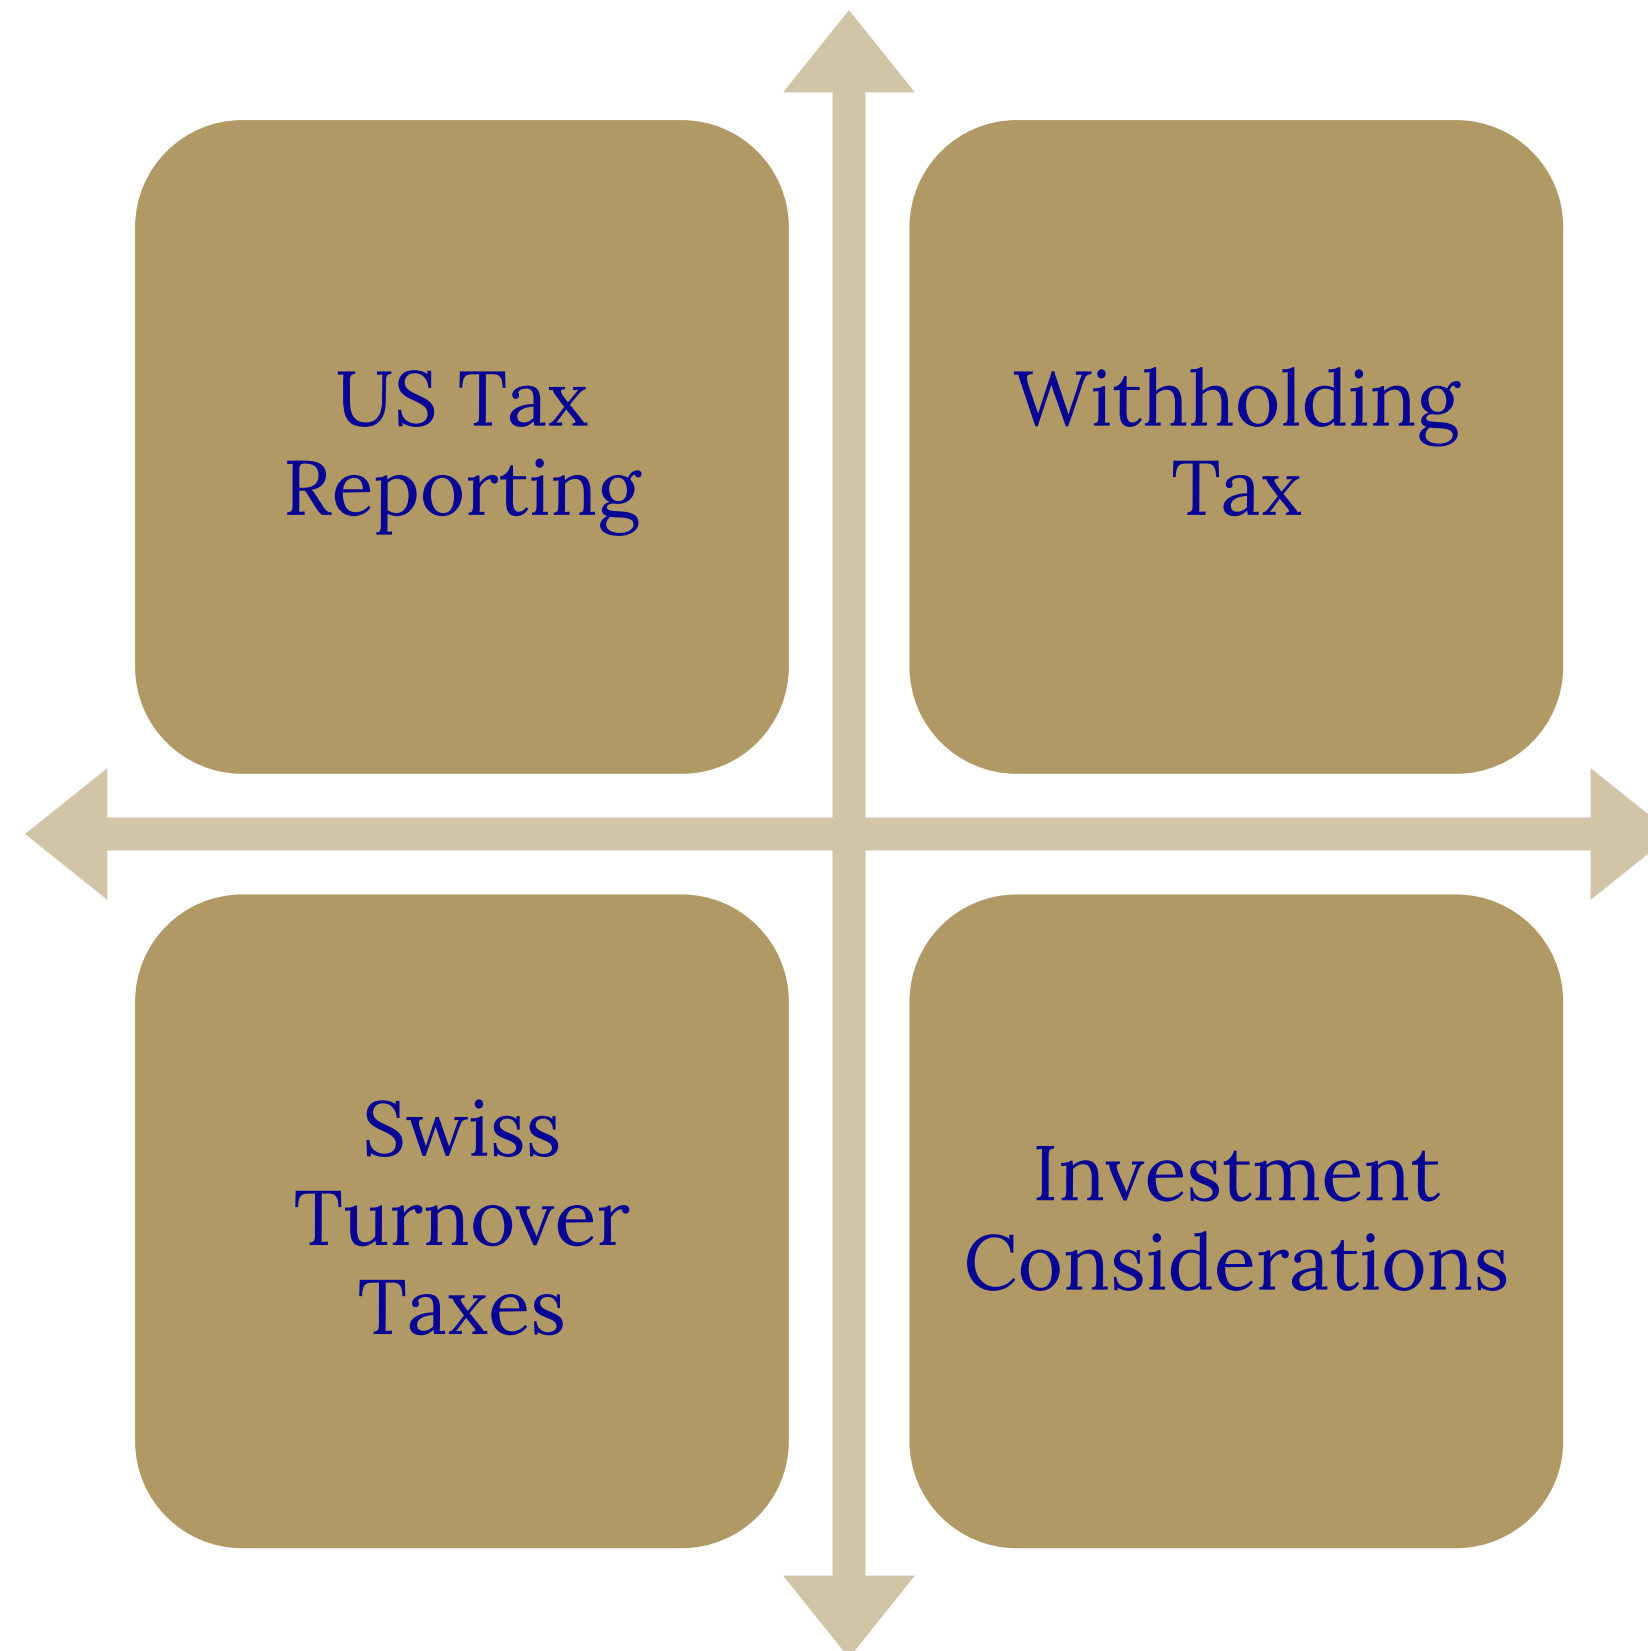 US Tax
Reporting
Withholding
Tax
Swiss
Turnover
Taxes
Investment
Considerations